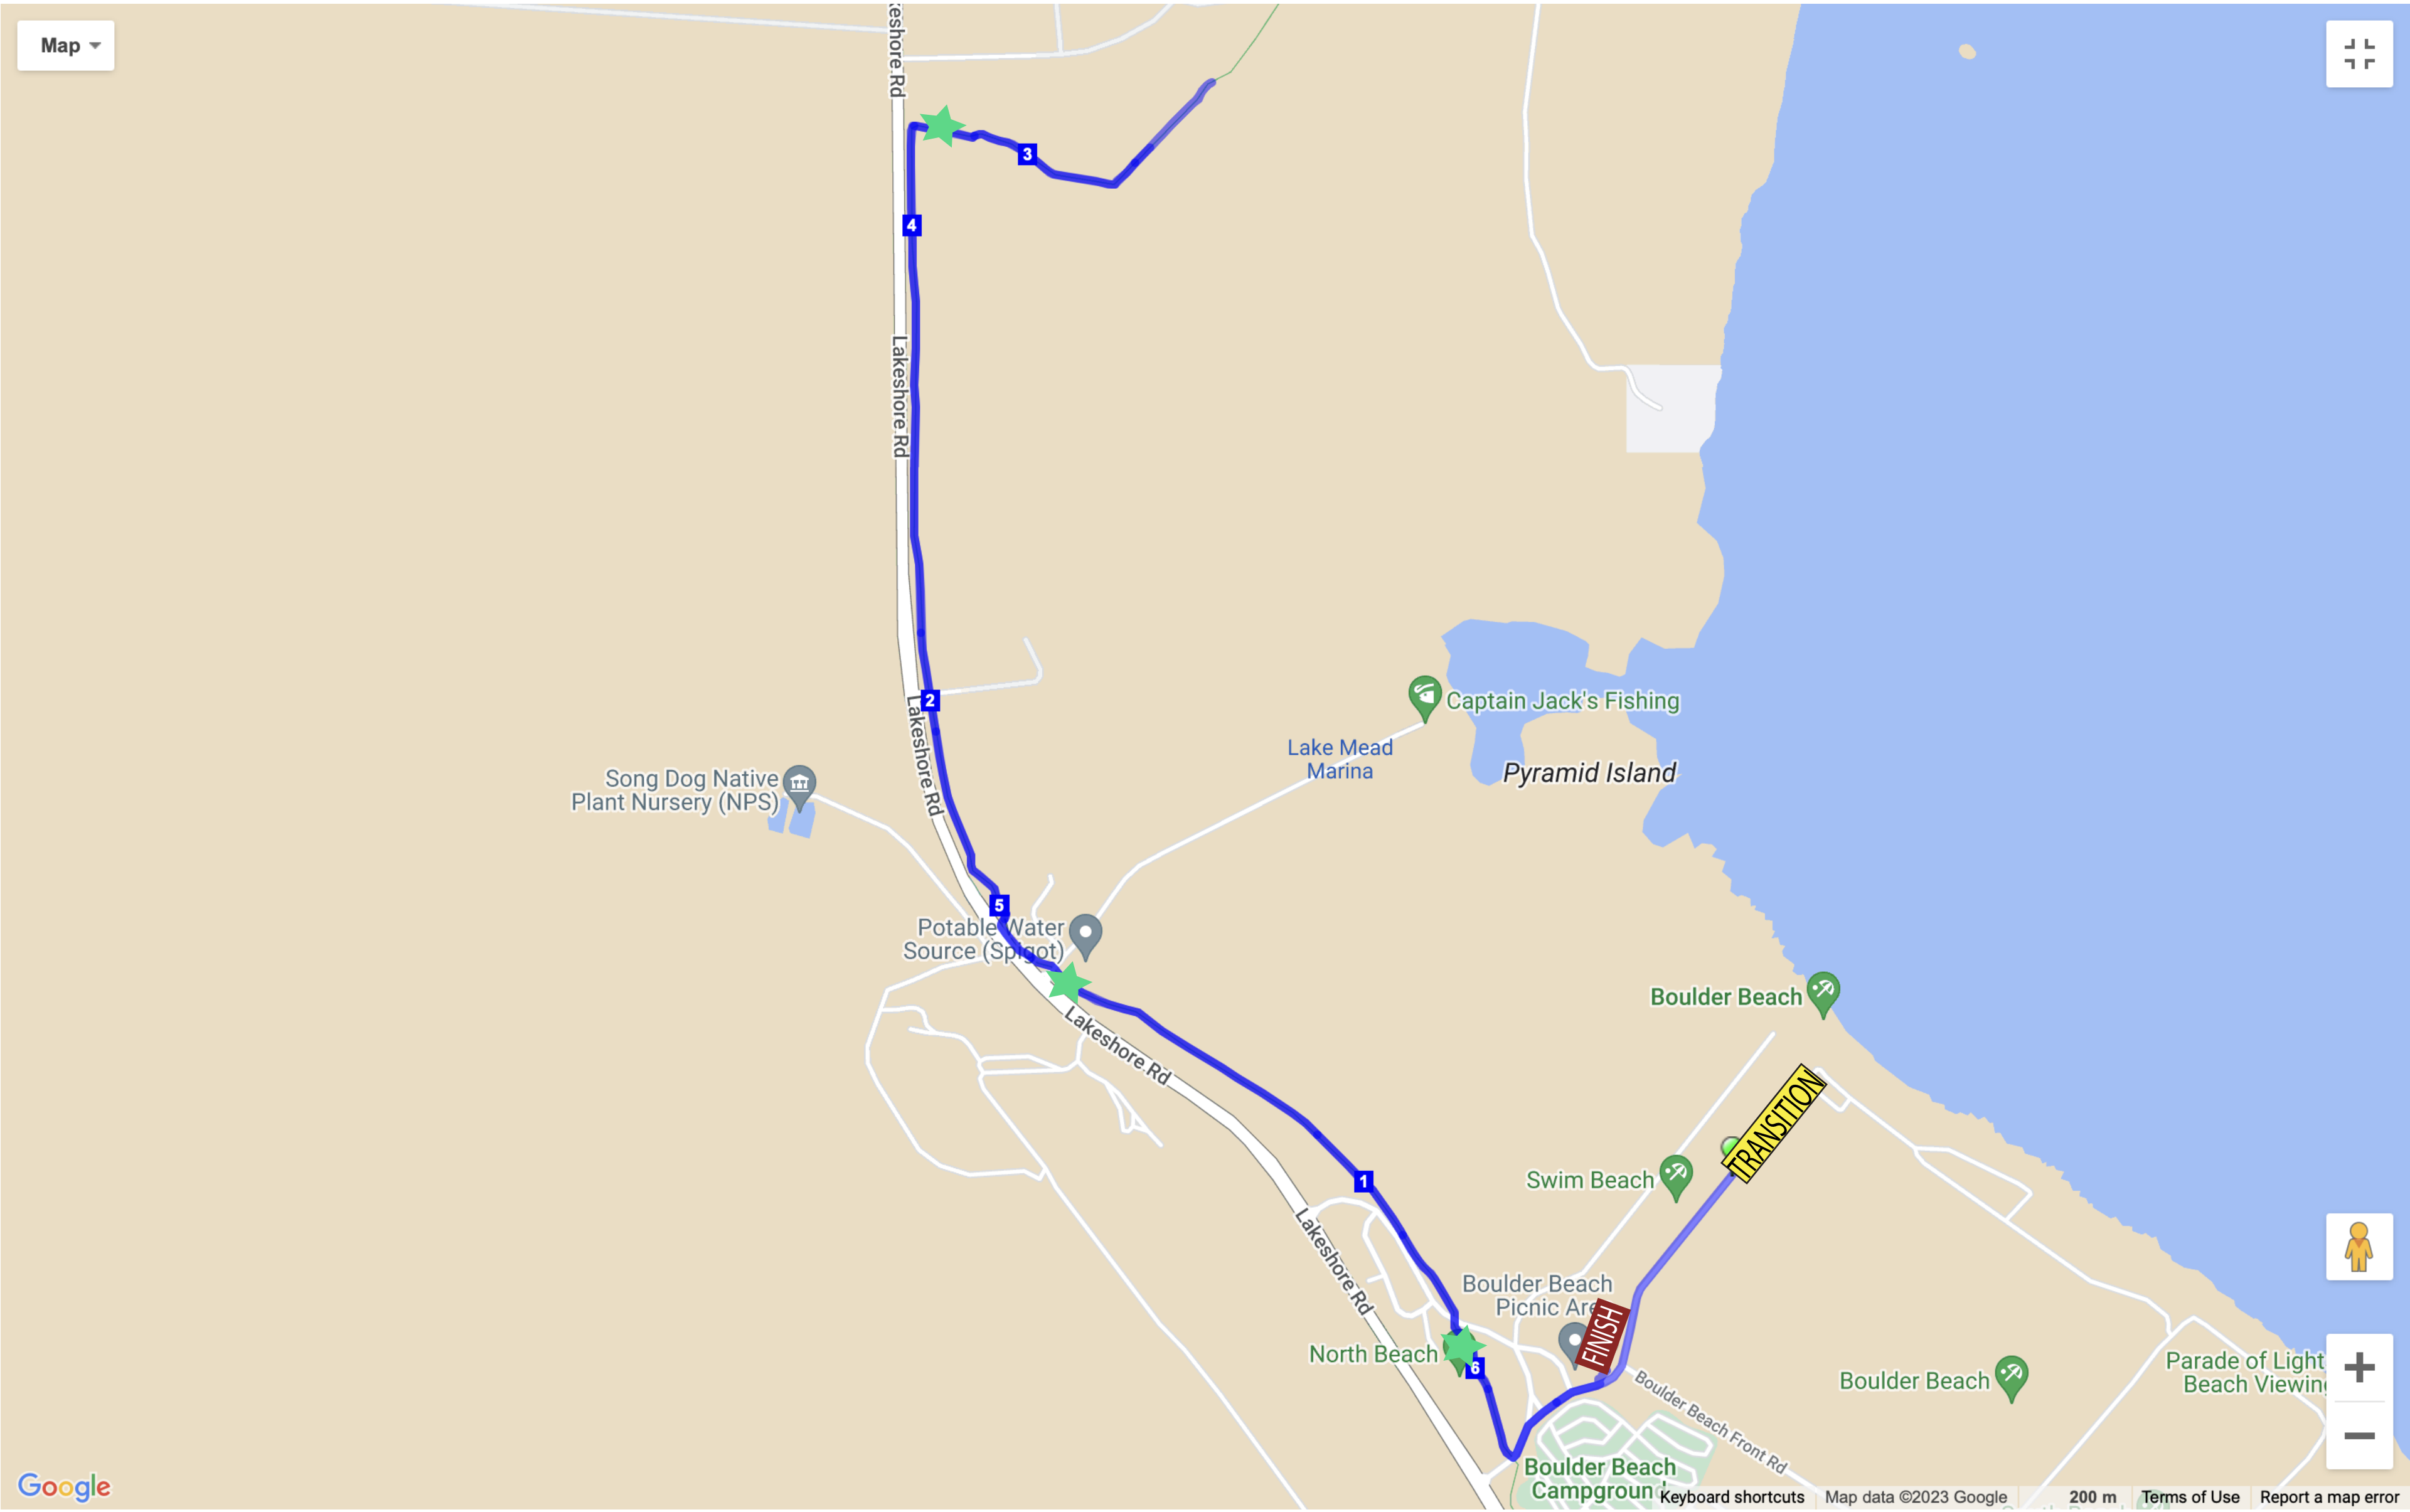 Map
keshore Rd
3
4
Lakeshore Rd
2
Lakeshore Rd
Captain Jack's Fishing
Lake Mead
Marina
Pyramid Island
Song Dog Native
Plant Nursery (NPS)
5
Potable Water
Source (Spigot)
Boulder Beach
Lakeshore Rd
TRANSITION
1
Swim Beach
Lakeshore Rd
Boulder Beach
Picnic Are
FINISH
North Beach
6
Boulder Beach Front Rd
Boulder Beach
Parade of Light
Beach Viewing
Boulder Beach
Campground
Google
Keyboard shortcuts
Map data ©2023 Google
200 m
Terms of Use
Report a map error